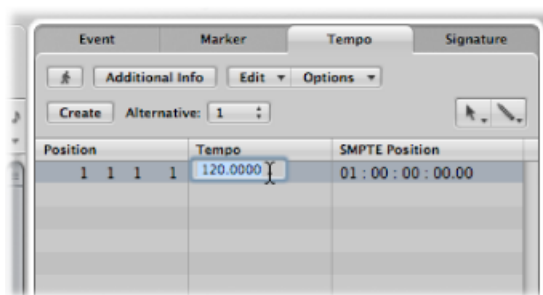 Event Marker Tempo Signature
Additional Info Edit Options
Create Alternative: 1
Position Tempo SMPTE Position
1 1 1 1 120.0000 01 : 00 : 00 : 00.00